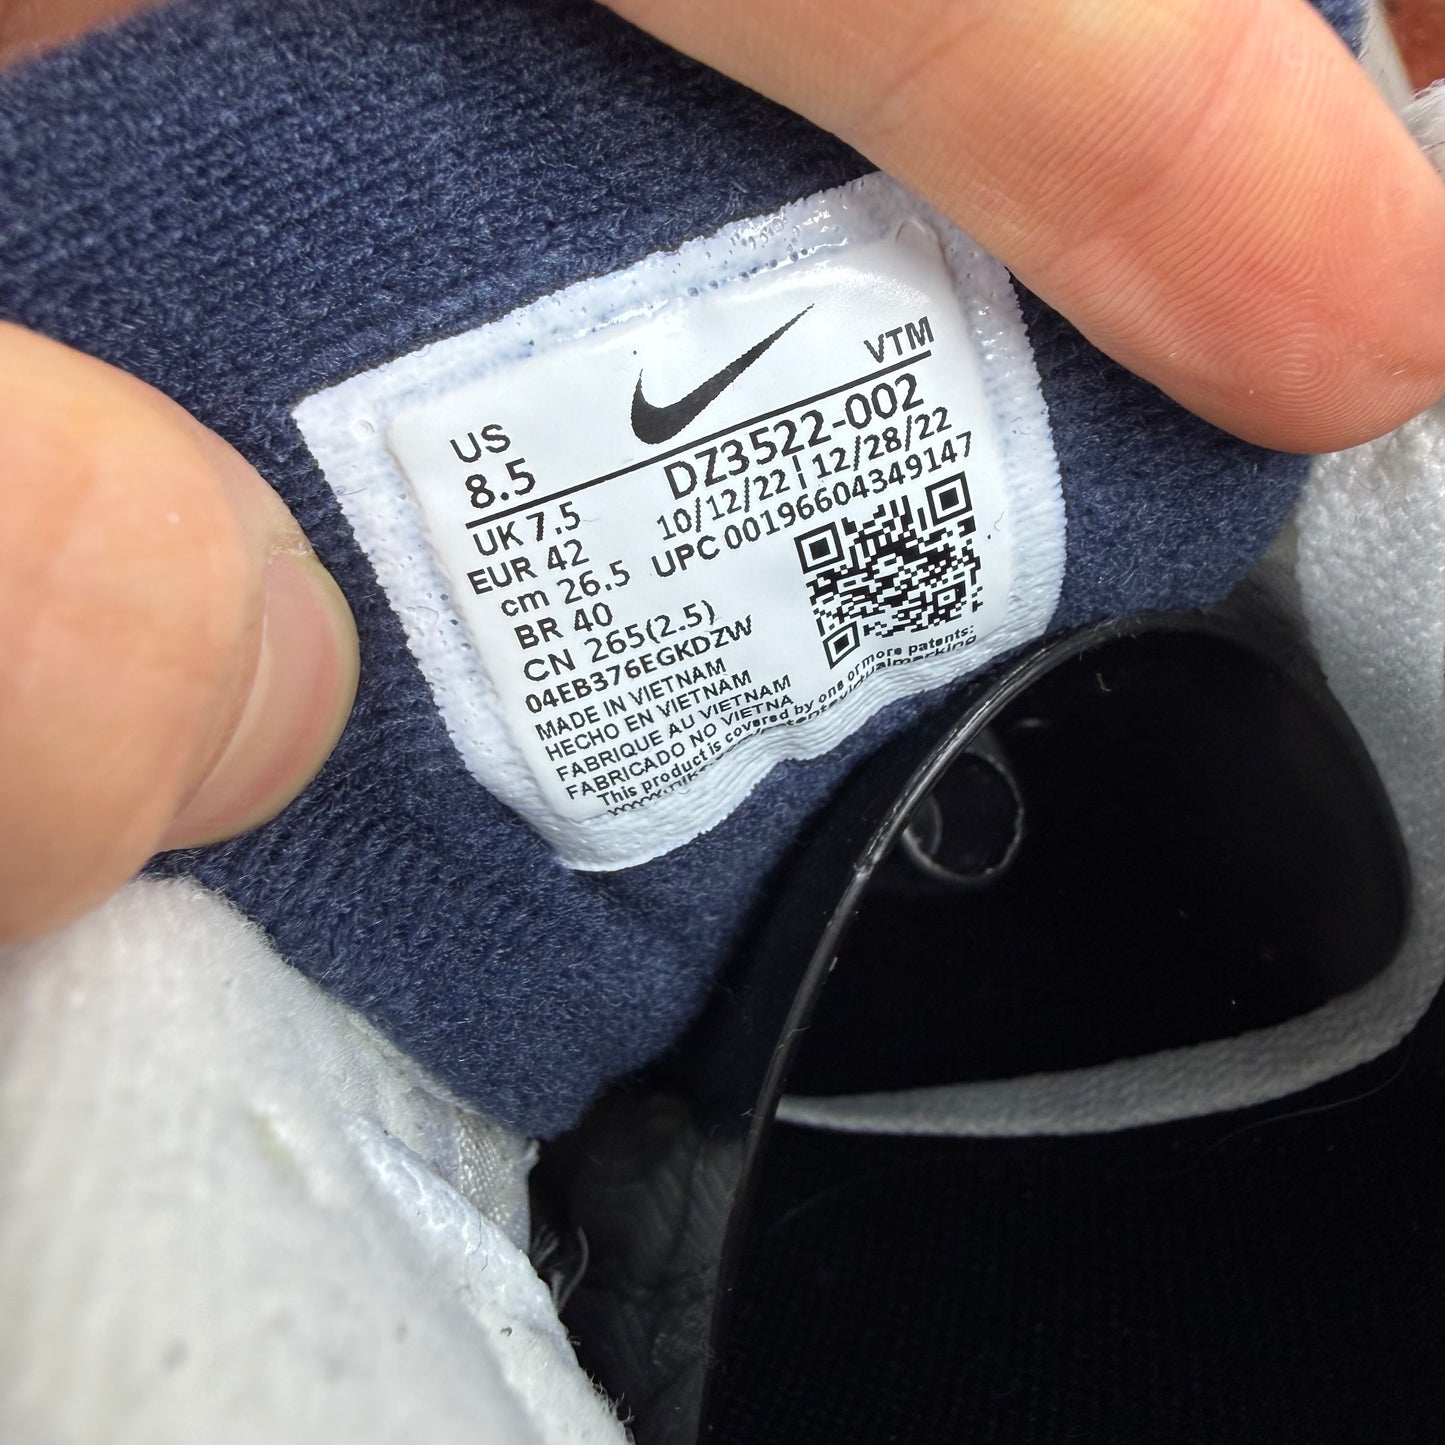 VTM
US
8.5
DZ3522-002
UK 7.5
10/12/22 | 12/28/22
EUR 42
UPC 00196604349147
cm 26.5
BR 40
CN 265(2.5)
04EB376EGKDZW
MADE IN VIETNAM
HECHO EN VIETNAM
FABRIQUE AU VIETNAM
FABRICADO NO VIETNA
This product is covered by one or more patents: